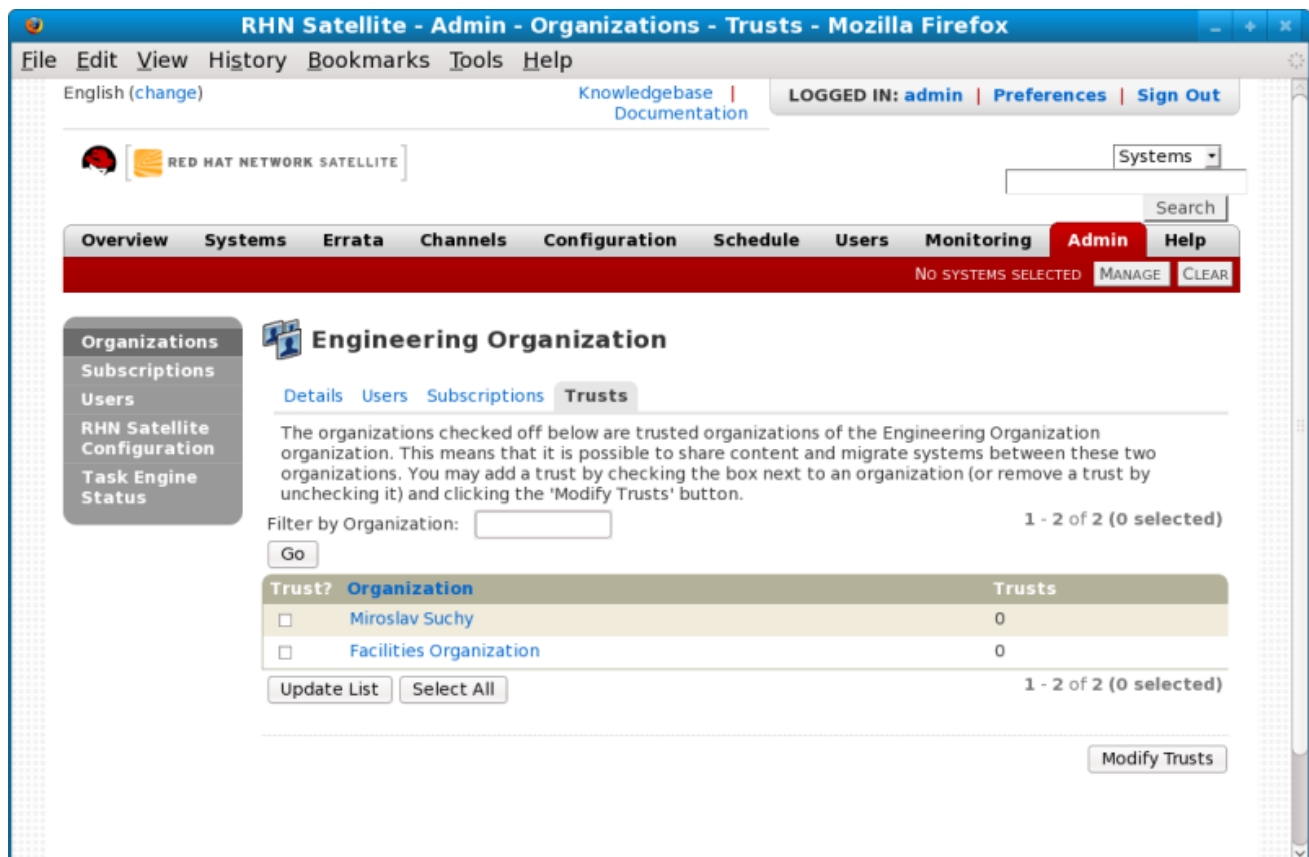 RHN Satellite - Admin - Organizations - Trusts - Mozilla Firefox
File Edit View History Bookmarks Tools Help
English (change)
Knowledgebase |
Documentation
LOGGED IN: admin | Preferences | Sign Out
RED HAT NETWORK SATELLITE
Systems
Search
Overview Systems Errata Channels Configuration Schedule Users Monitoring Admin Help
NO SYSTEMS SELECTED MANAGE CLEAR
Organizations
Subscriptions
Users
RHN Satellite
Configuration
Task Engine
Status
Engineering Organization
Details Users Subscriptions Trusts
The organizations checked off below are trusted organizations of the Engineering Organization
organization. This means that it is possible to share content and migrate systems between these two
organizations. You may add a trust by checking the box next to an organization (or remove a trust by
unchecking it) and clicking the 'Modify Trusts' button.
Filter by Organization:
1 - 2 of 2 (0 selected)
Go
Trust? Organization Trusts
Miroslav Suchy 0
Facilities Organization 0
Update List Select All
1 - 2 of 2 (0 selected)
Modify Trusts